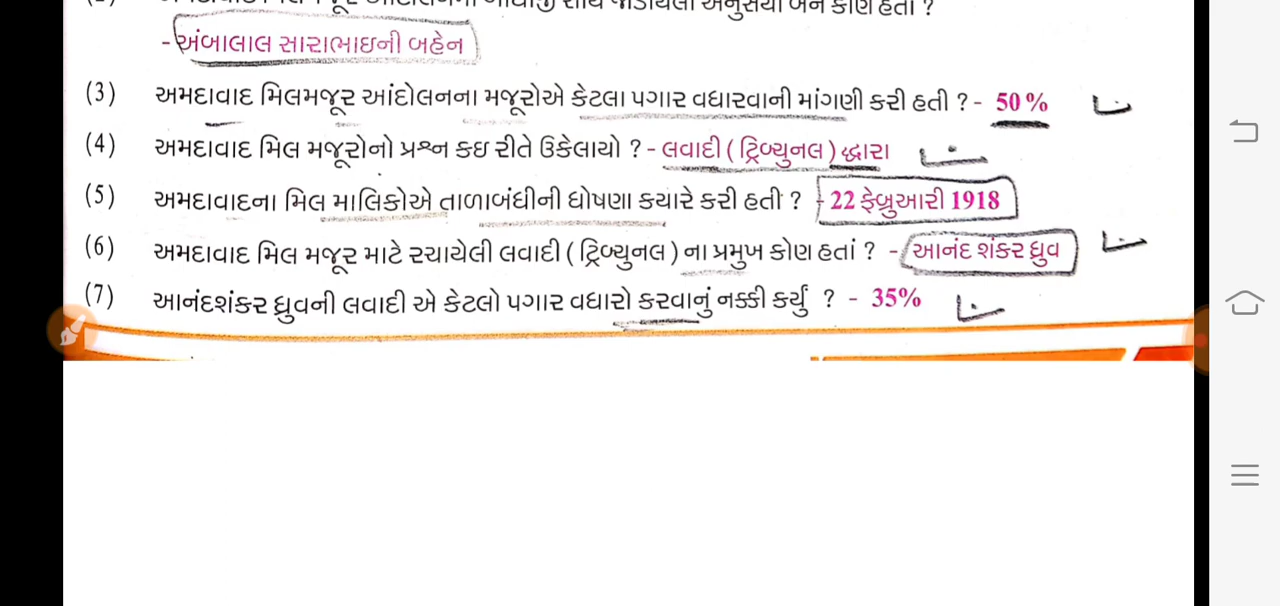 અંબાલાલ સારાભાઇની બહેન
(3) અમદાવાદ મિલમજૂર આંદોલનના મજૂરોએ કેટલા પગાર વધારવાની માંગણી કરી હતી ? - 50 %
(4) અમદાવાદ મિલ મજૂરોનો પ્રશ્ન કઇ રીતે ઉકેલાયો ? - લવાદી ( ટ્રિબ્યુનલ ) દ્વારા
(5) અમદાવાદના મિલ માલિકોએ તાળાબંધીની ઘોષણા કયારે કરી હતી ? - 22 ફેબ્રુઆરી 1918
(6) અમદાવાદ મિલ મજૂર માટે રચાયેલી લવાદી ( ટ્રિબ્યુનલ ) ના પ્રમુખ કોણ હતાં ? - આનંદ શંકર ધ્રુવ
(7) આનંદશંકર ધ્રુવની લવાદી એ કેટલો પગાર વધારો કરવાનું નક્કી કર્યું ? - 35%